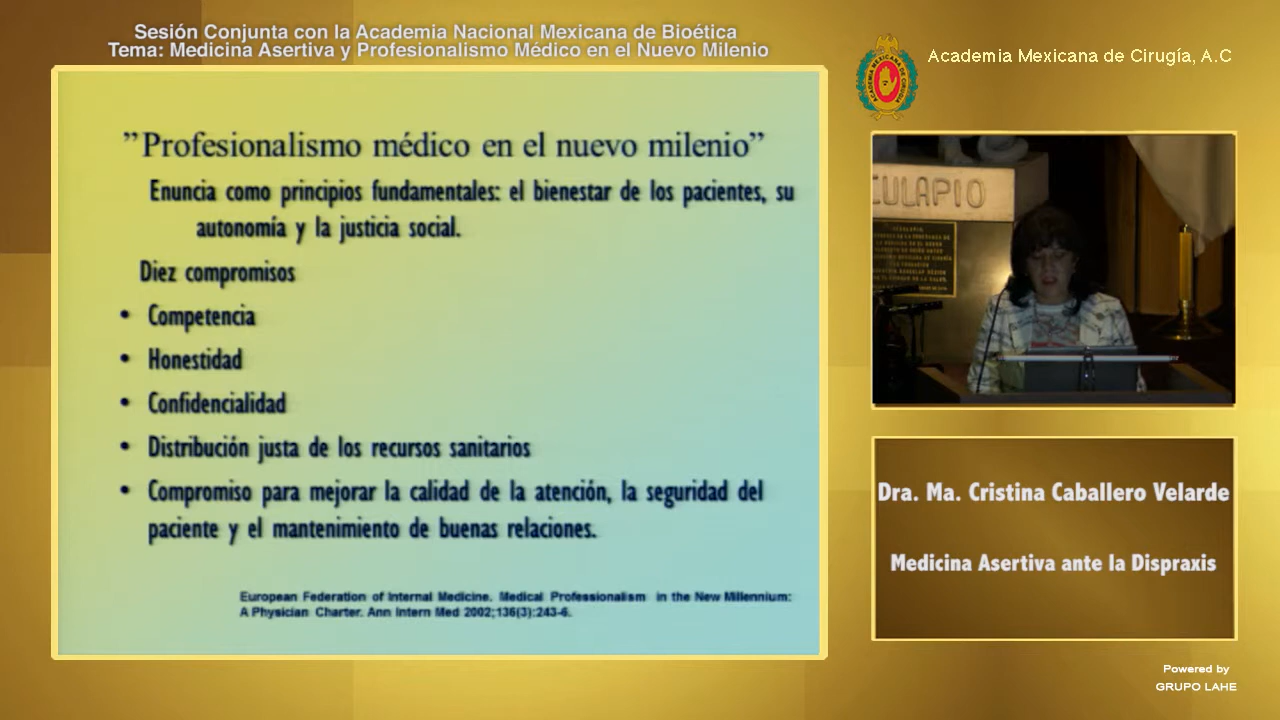 Sesión Conjunta con la Academia Nacional Mexicana de Bioética
Tema: Medicina Asertiva y Profesionalismo Médico en el Nuevo Milenio
Academia Mexicana de Cirugía, A.C
”Profesionalismo médico en el nuevo milenio”
Enuncia como principios fundamentales: el bienestar de los pacientes, su
autonomía y la justicia social.
Diez compromisos
• Competencia
• Honestidad
• Confidencialidad
• Distribución justa de los recursos sanitarios
• Compromiso para mejorar la calidad de la atención, la seguridad del
paciente y el mantenimiento de buenas relaciones.
European Federation of Internal Medicine. Medical Professionalism in the New Millennium:
A Physician Charter. Ann Intern Med 2002;136(3):243-6.
CULAPIO
Dra. Ma. Cristina Caballero Velarde
Medicina Asertiva ante la Dispraxis
Powered by
GRUPO LAHE